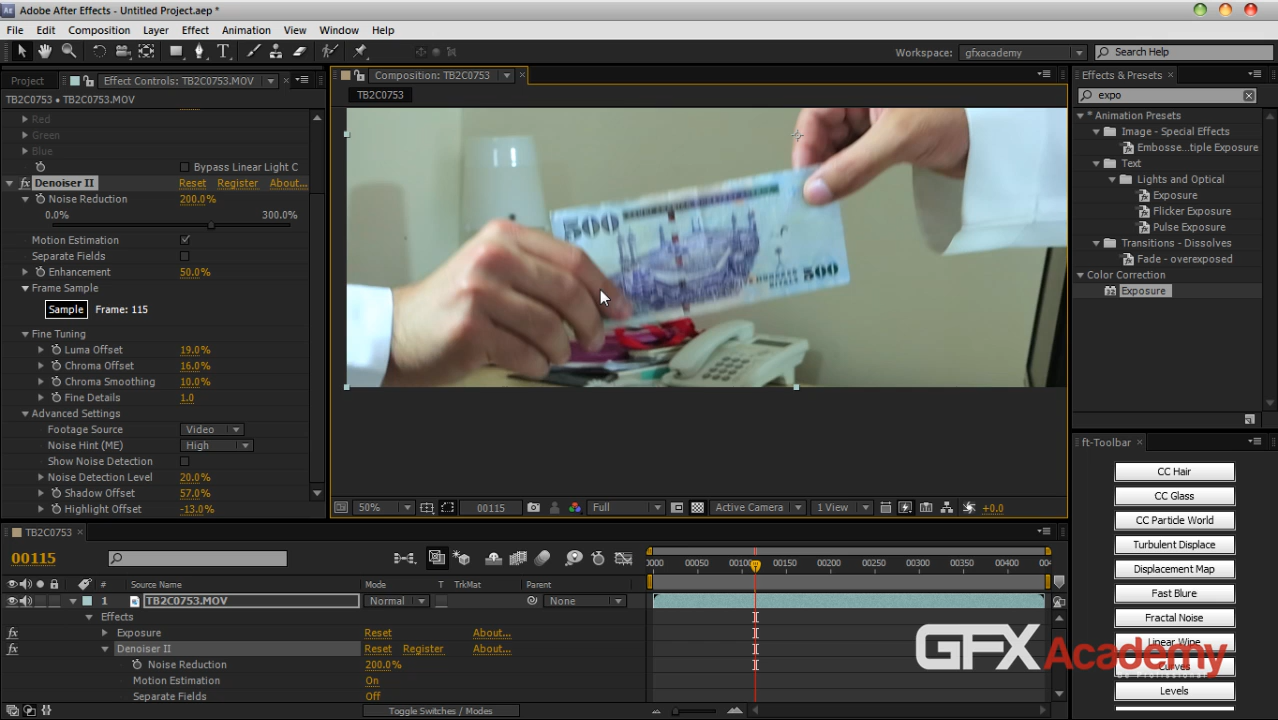 Adobe After Effects - Untitled Project.aep *
File Edit Composition Layer Effect Animation View Window Help
Workspace: gfxacademy Search Help
Project Effect Controls: TB2C0753.MOV
TB2C0753 • TB2C0753.MOV
Red
Green
Blue
Bypass Linear Light C
fx Denoiser II Reset Register About...
Noise Reduction 200.0%
0.0% 300.0%
Motion Estimation
Separate Fields
Enhancement 50.0%
Frame Sample
Sample Frame: 115
Fine Tuning
Luma Offset 19.0%
Chroma Offset 16.0%
Chroma Smoothing 10.0%
Fine Details 1.0
Advanced Settings
Footage Source Video
Noise Hint (ME) High
Show Noise Detection
Noise Detection Level 20.0%
Shadow Offset 57.0%
Highlight Offset -13.0%
Composition: TB2C0753
TB2C0753
500
500
50% 00115 Full Active Camera 1 View +0.0
Effects & Presets
expo
* Animation Presets
Image - Special Effects
Embosse...tiple Exposure
Text
Lights and Optical
Exposure
Flicker Exposure
Pulse Exposure
Transitions - Dissolves
Fade - overexposed
Color Correction
Exposure
ft-Toolbar
CC Hair
CC Glass
CC Particle World
Turbulent Displace
Displacement Map
Fast Blure
Fractal Noise
Linear Wipe
Curves
Levels
TB2C0753
00115
0000 00050 00100 00150 00200 00250 00300 00350 00400 004
# Source Name Mode T TrkMat Parent
1 TB2C0753.MOV Normal None
Effects
fx Exposure Reset About...
fx Denoiser II Reset Register About...
Noise Reduction 200.0%
Motion Estimation On
Separate Fields Off
Toggle Switches / Modes
GFXAcademy